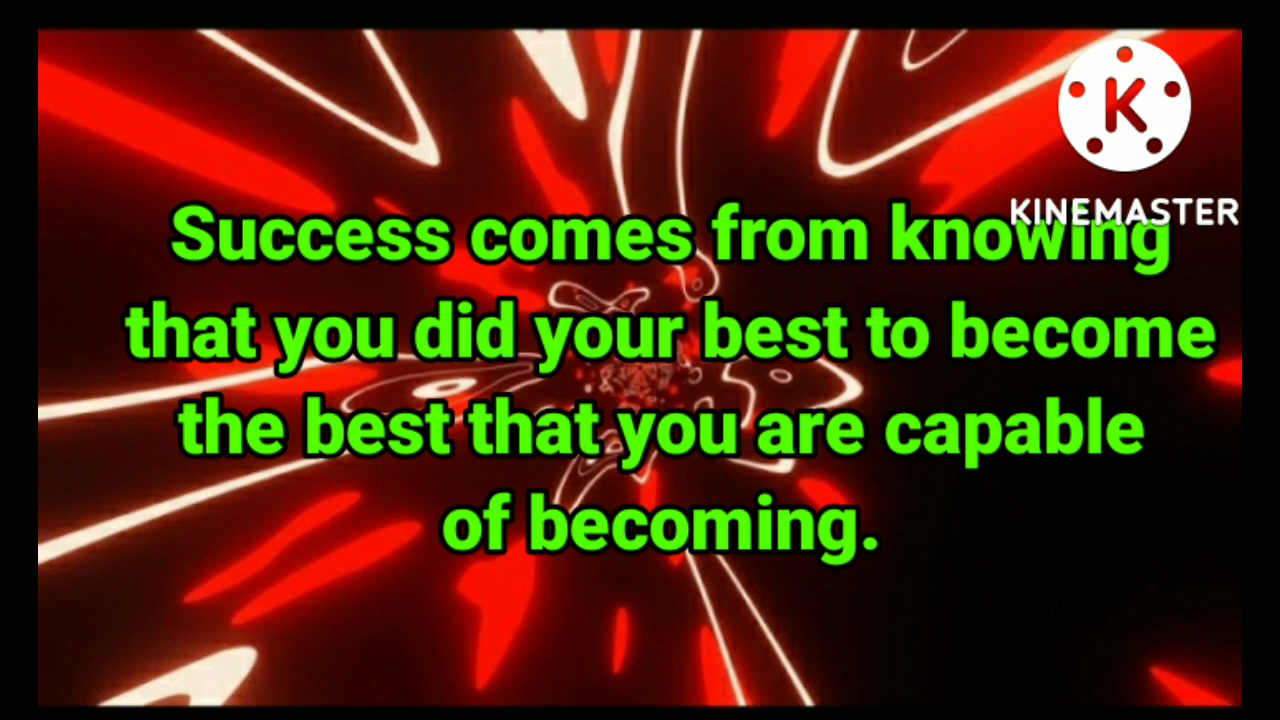 K
KINEMASTER
Success comes from knowing
that you did your best to become
the best that you are capable
of becoming.